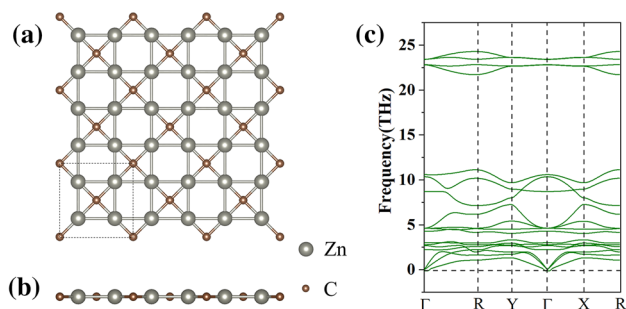 (a)
Zn
C
(b)
(c)
Frequency(THz)
25
20
15
10
5
0
Γ R Y Γ X R